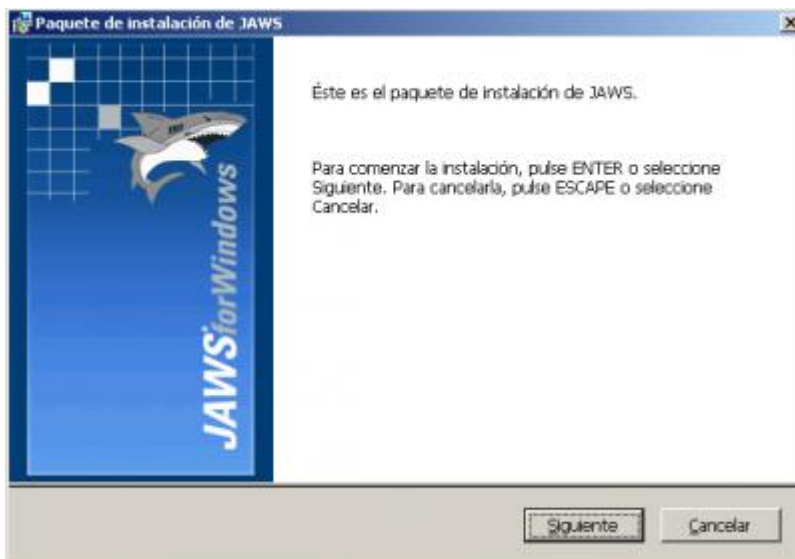 Paquete de instalación de JAWS
Éste es el paquete de instalación de JAWS.
Para comenzar la instalación, pulse ENTER o seleccione
Siguiente. Para cancelarla, pulse ESCAPE o seleccione
Cancelar.
JAWS for Windows
Siguiente
Cancelar